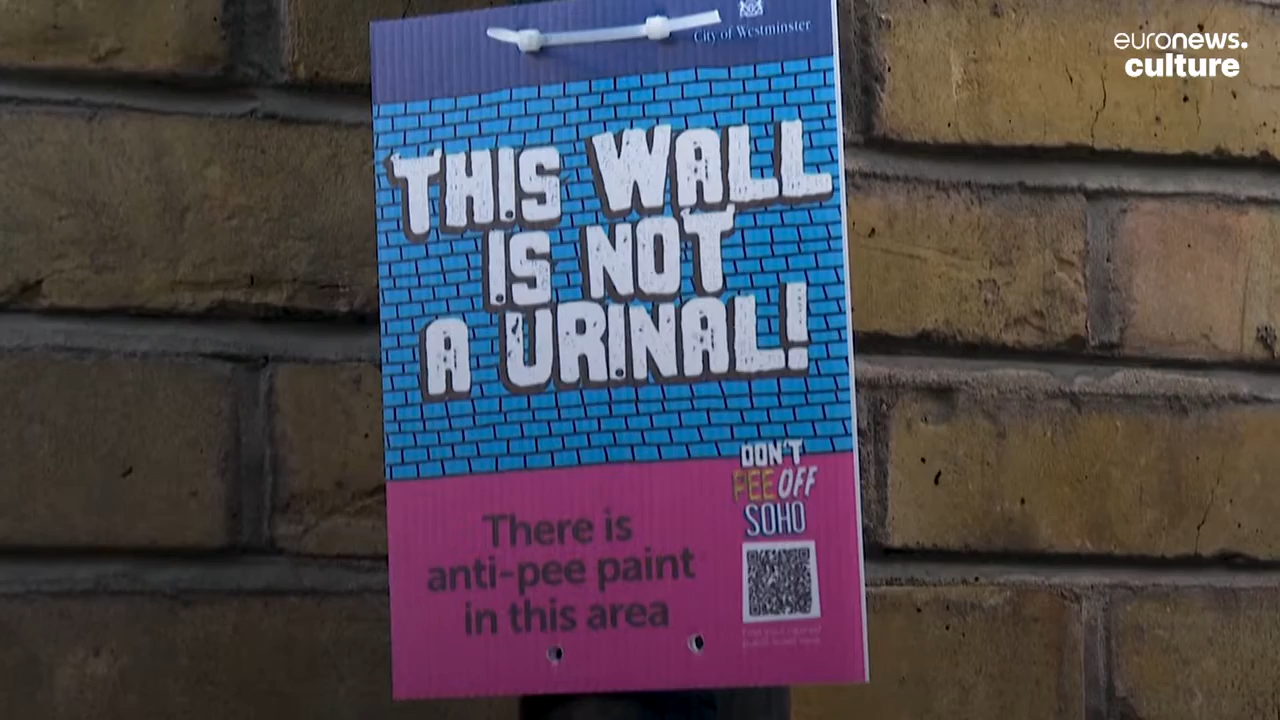 euronews.
culture
City of Westminster
THIS WALL
IS NOT
A URINAL!
DON'T
PEE OFF
SOHO
There is
anti-pee paint
in this area